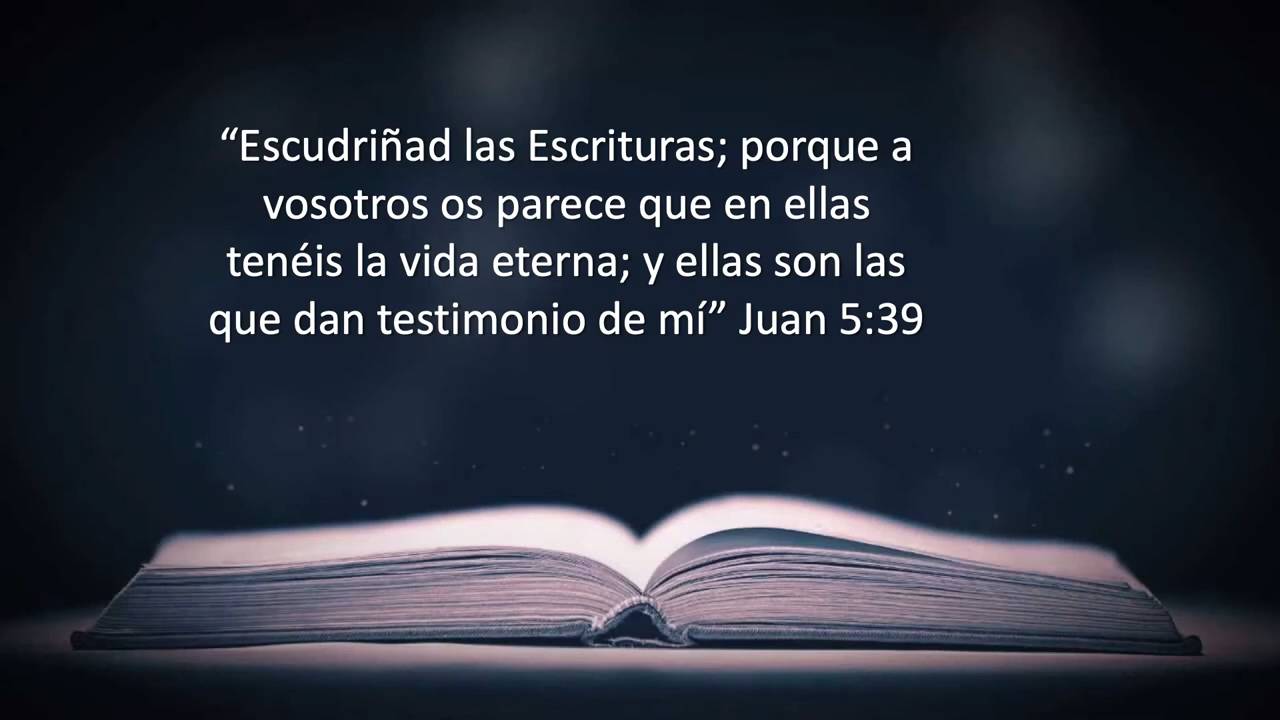 “Escudriñad las Escrituras; porque a
vosotros os parece que en ellas
tenéis la vida eterna; y ellas son las
que dan testimonio de mí” Juan 5:39